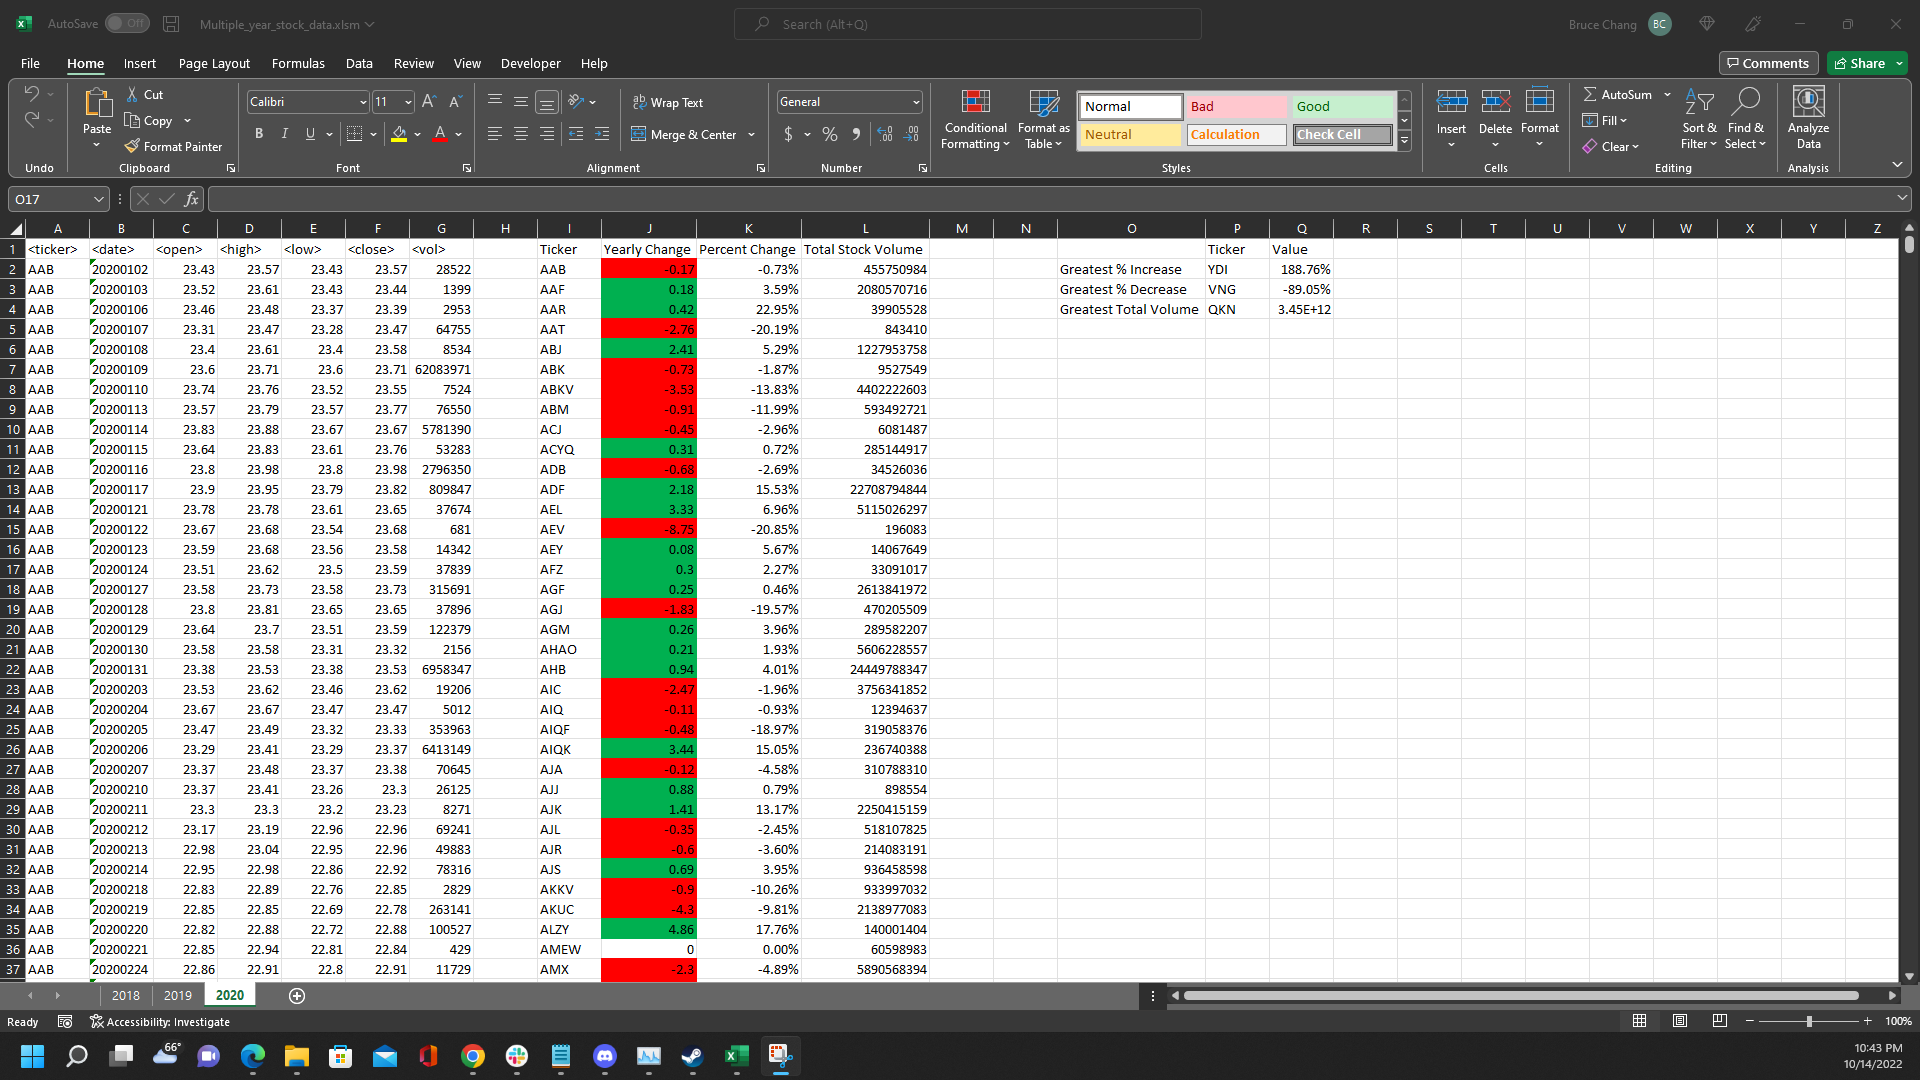 AutoSave Off Multiple_year_stock_data.xlsm Search (Alt+Q) Bruce Chang BC
File Home Insert Page Layout Formulas Data Review View Developer Help Comments Share
Undo
Paste Cut Copy Format Painter Clipboard
Calibri 11 B I U A Font
Wrap Text Merge & Center Alignment
General $ % Number
Conditional Formatting Format as Table
Normal Bad Good
Neutral Calculation Check Cell
Styles
Insert Delete Format Cells
AutoSum Fill Clear Sort & Filter Find & Select Editing
Analyze Data Analysis
O17 fx
A B C D E F G H I J K L M N O P Q R S T U V W X Y Z
1 <ticker> <date> <open> <high> <low> <close> <vol> Ticker Yearly Change Percent Change Total Stock Volume Ticker Value
2 AAB 20200102 23.43 23.57 23.43 23.57 28522 AAB -0.17 -0.73% 455750984 Greatest % Increase YDI 188.76%
3 AAB 20200103 23.52 23.61 23.43 23.44 1399 AAF 0.18 3.59% 2080570716 Greatest % Decrease VNG -89.05%
4 AAB 20200106 23.46 23.48 23.37 23.39 2953 AAR 0.42 22.95% 39905528 Greatest Total Volume QKN 3.45E+12
5 AAB 20200107 23.31 23.47 23.28 23.47 64755 AAT -2.76 -20.19% 843410
6 AAB 20200108 23.4 23.61 23.4 23.58 8534 ABJ 2.41 5.29% 1227953758
7 AAB 20200109 23.6 23.71 23.6 23.71 62083971 ABK -0.73 -1.87% 9527549
8 AAB 20200110 23.74 23.76 23.52 23.55 7524 ABKV -3.53 -13.83% 4402222603
9 AAB 20200113 23.57 23.79 23.57 23.77 76550 ABM -0.91 -11.99% 593492721
10 AAB 20200114 23.83 23.88 23.67 23.67 5781390 ACJ -0.45 -2.96% 6081487
11 AAB 20200115 23.64 23.83 23.61 23.76 53283 ACYQ 0.31 0.72% 285144917
12 AAB 20200116 23.8 23.98 23.8 23.98 2796350 ADB -0.68 -2.69% 34526036
13 AAB 20200117 23.9 23.95 23.79 23.82 809847 ADF 2.18 15.53% 22708794844
14 AAB 20200121 23.78 23.78 23.61 23.65 37674 AEL 3.33 6.96% 5115026297
15 AAB 20200122 23.67 23.68 23.54 23.68 681 AEV -8.75 -20.85% 196083
16 AAB 20200123 23.59 23.68 23.56 23.58 14342 AEY 0.08 5.67% 14067649
17 AAB 20200124 23.51 23.62 23.5 23.59 37839 AFZ 0.3 2.27% 33091017
18 AAB 20200127 23.58 23.73 23.58 23.73 315691 AGF 0.25 0.46% 2613841972
19 AAB 20200128 23.8 23.81 23.65 23.65 37896 AGJ -1.83 -19.57% 470205509
20 AAB 20200129 23.64 23.7 23.51 23.59 122379 AGM 0.26 3.96% 289582207
21 AAB 20200130 23.58 23.58 23.31 23.32 2156 AHAO 0.21 1.93% 5606228557
22 AAB 20200131 23.38 23.53 23.38 23.53 6958347 AHB 0.94 4.01% 24449788347
23 AAB 20200203 23.53 23.62 23.46 23.62 19206 AIC -2.47 -1.96% 3756341852
24 AAB 20200204 23.67 23.67 23.47 23.47 5012 AIQ -0.11 -0.93% 12394637
25 AAB 20200205 23.47 23.49 23.32 23.33 353963 AIQF -0.48 -18.97% 319058376
26 AAB 20200206 23.29 23.41 23.29 23.37 6413149 AIQK 3.44 15.05% 236740388
27 AAB 20200207 23.37 23.48 23.37 23.38 70645 AJA -0.12 -4.58% 310788310
28 AAB 20200210 23.37 23.41 23.26 23.3 26125 AJJ 0.88 0.79% 898554
29 AAB 20200211 23.3 23.3 23.2 23.23 8271 AJK 1.41 13.17% 2250415159
30 AAB 20200212 23.17 23.19 22.96 22.96 69241 AJL -0.35 -2.45% 518107825
31 AAB 20200213 22.98 23.04 22.95 22.96 49883 AJR -0.6 -3.60% 214083191
32 AAB 20200214 22.95 22.98 22.86 22.92 78316 AJS 0.69 3.95% 936458598
33 AAB 20200218 22.83 22.89 22.76 22.85 2829 AKKV -0.9 -10.26% 933997032
34 AAB 20200219 22.85 22.85 22.69 22.78 263141 AKUC -4.3 -9.81% 2138977083
35 AAB 20200220 22.82 22.88 22.72 22.88 100527 ALZY 4.86 17.76% 140001404
36 AAB 20200221 22.85 22.94 22.81 22.84 429 AMEW 0 0.00% 60598983
37 AAB 20200224 22.86 22.91 22.8 22.91 11729 AMX -2.3 -4.89% 5890568394
2018 2019 2020
Ready Accessibility: Investigate 100%
66°
10:43 PM
10/14/2022